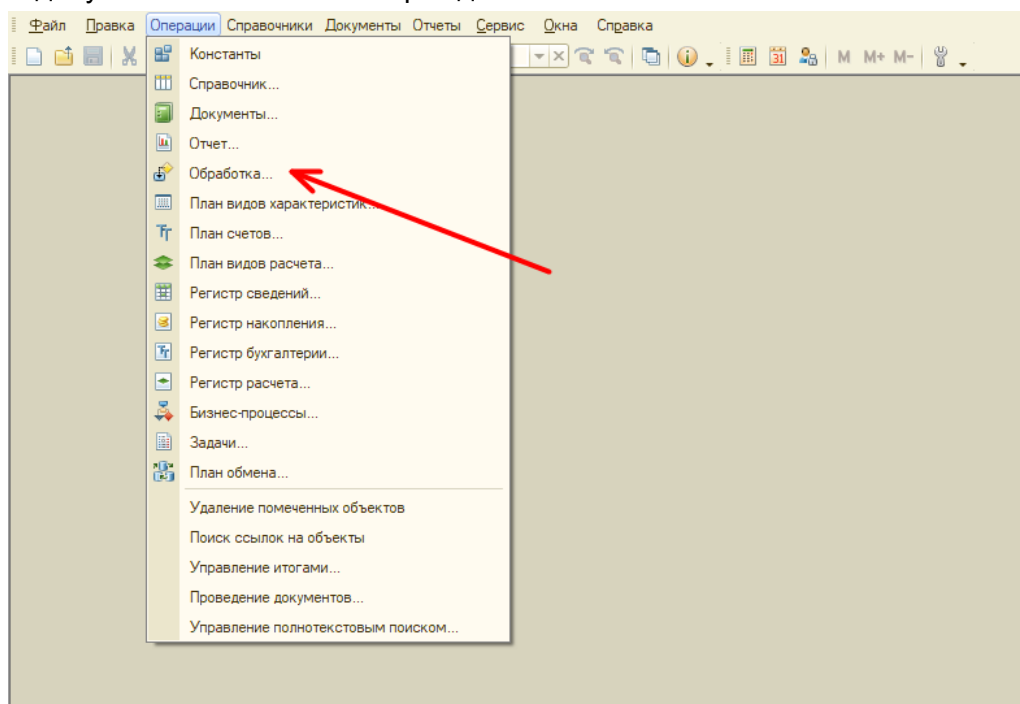 Файл Правка Операции Справочники Документы Отчеты Сервис Окна Справка
M M+ M-
31
Константы
Справочник...
Документы...
Отчет...
Обработка...
План видов характеристик...
План счетов...
План видов расчета...
Регистр сведений...
Регистр накопления...
Регистр бухгалтерии...
Регистр расчета...
Бизнес-процессы...
Задачи...
План обмена...
Удаление помеченных объектов
Поиск ссылок на объекты
Управление итогами...
Проведение документов...
Управление полнотекстовым поиском...